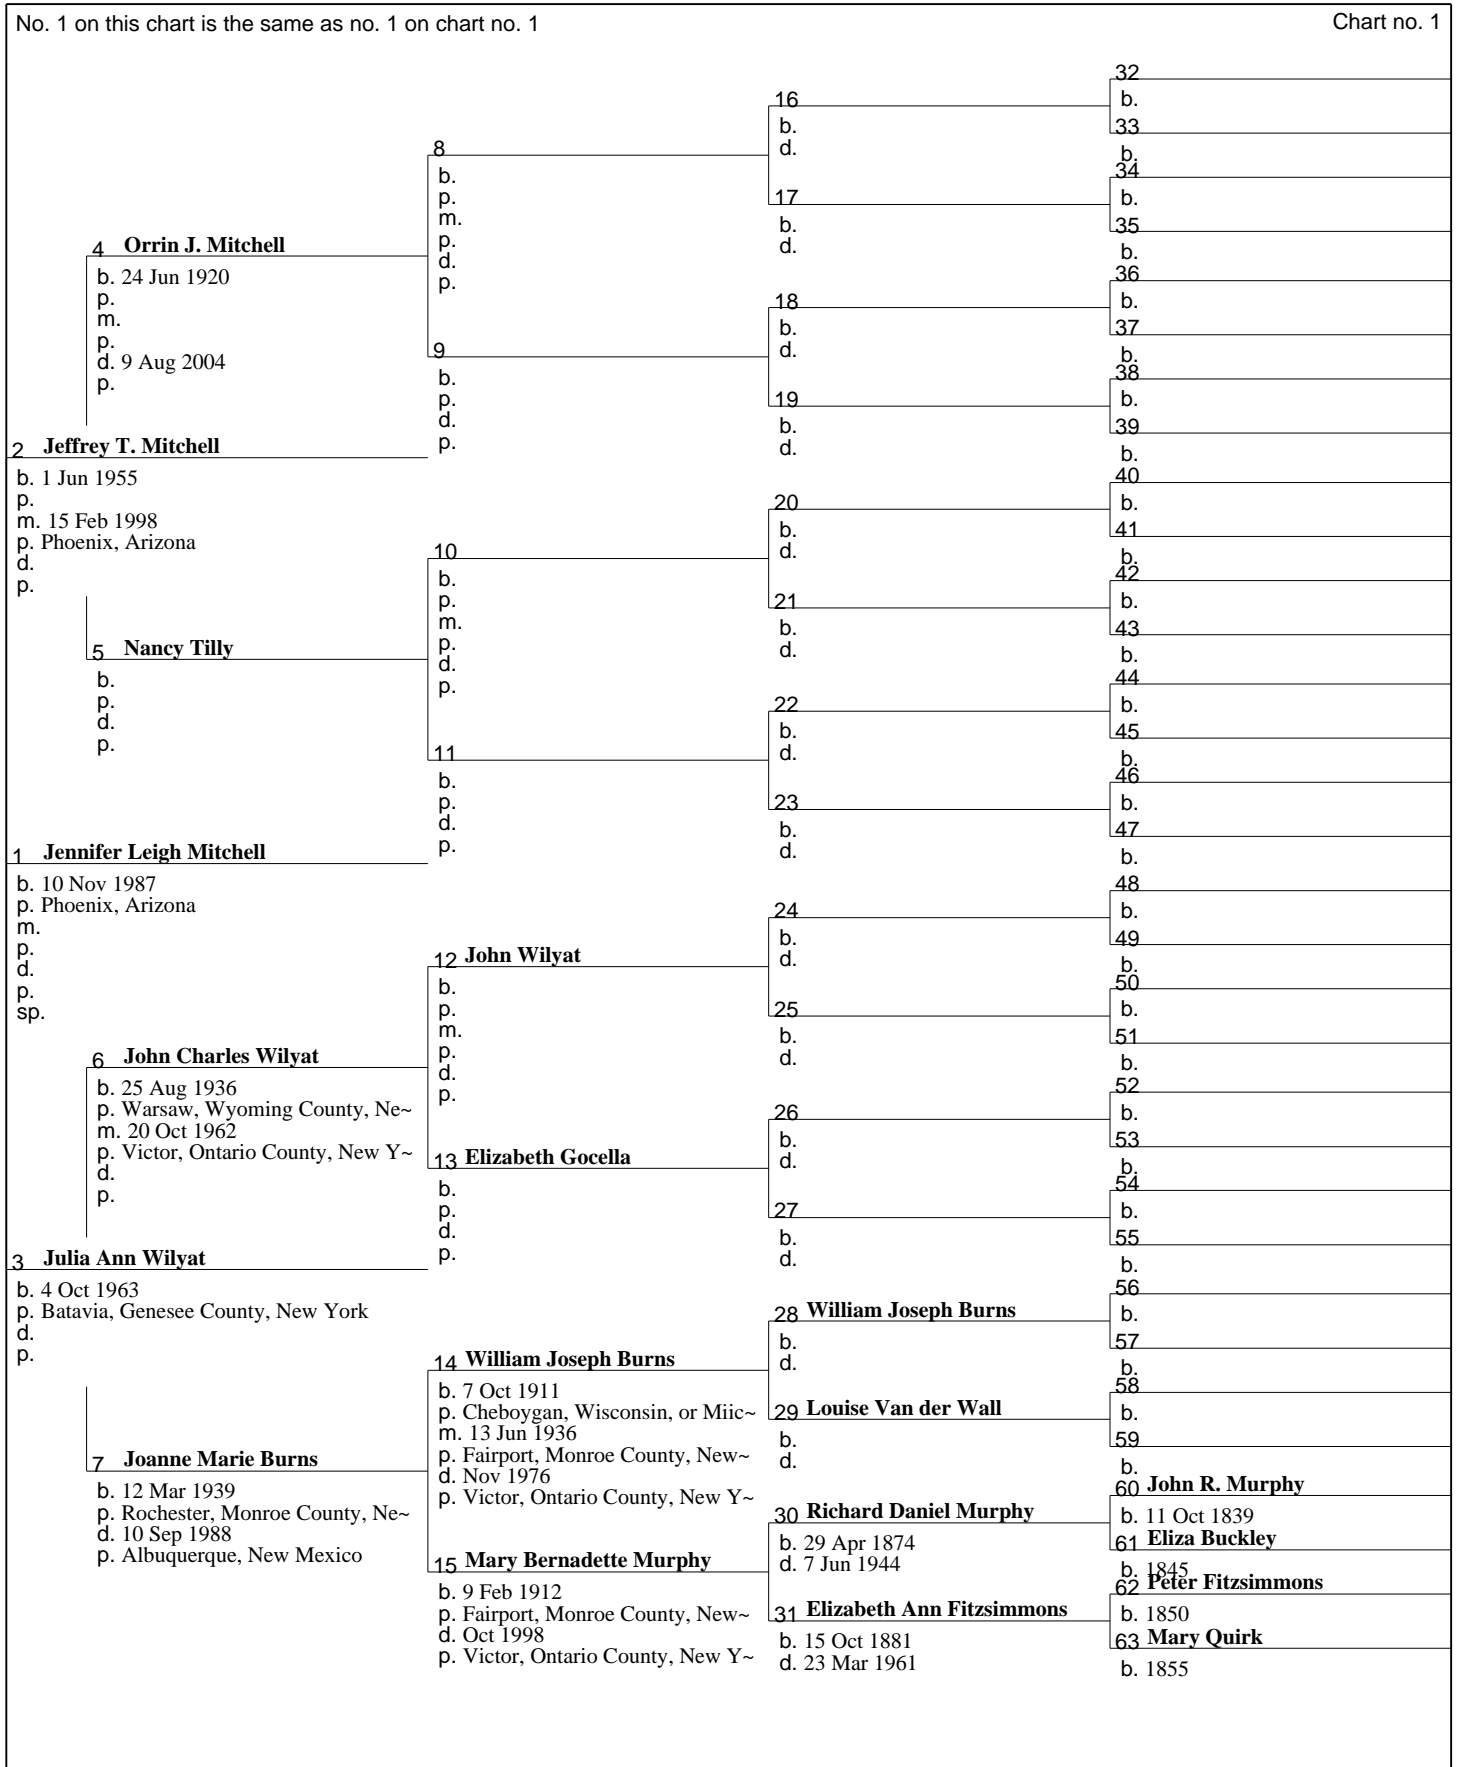 No. 1 on this chart is the same as no. 1 on chart no. 1
Chart no. 1
2 Jeffrey T. Mitchell
b. 1 Jun 1955
p.
m. 15 Feb 1998
p. Phoenix, Arizona
d.
p.
1 Jennifer Leigh Mitchell
b. 10 Nov 1987
p. Phoenix, Arizona
m.
p.
d.
p.
sp.
3 Julia Ann Wilyat
b. 4 Oct 1963
p. Batavia, Genesee County, New York
d.
p.
4 Orrin J. Mitchell
b. 24 Jun 1920
p.
m.
p.
d. 9 Aug 2004
p.
5 Nancy Tilly
b.
p.
d.
p.
6 John Charles Wilyat
b. 25 Aug 1936
p. Warsaw, Wyoming County, Ne~
m. 20 Oct 1962
p. Victor, Ontario County, New Y~
d.
p.
7 Joanne Marie Burns
b. 12 Mar 1939
p. Rochester, Monroe County, Ne~
d. 10 Sep 1988
p. Albuquerque, New Mexico
8
b.
p.
m.
p.
d.
p.
9
b.
p.
d.
p.
10
b.
p.
m.
p.
d.
p.
11
b.
p.
d.
p.
12 John Wilyat
b.
p.
m.
p.
d.
p.
13 Elizabeth Gocella
b.
p.
d.
p.
14 William Joseph Burns
b. 7 Oct 1911
p. Cheboygan, Wisconsin, or Miic~
m. 13 Jun 1936
p. Fairport, Monroe County, New~
d. Nov 1976
p. Victor, Ontario County, New Y~
15 Mary Bernadette Murphy
b. 9 Feb 1912
p. Fairport, Monroe County, New~
d. Oct 1998
p. Victor, Ontario County, New Y~
16
b.
d.
17
b.
d.
18
b.
d.
19
b.
d.
20
b.
d.
21
b.
d.
22
b.
d.
23
b.
d.
24
b.
d.
25
b.
d.
26
b.
d.
27
b.
d.
28 William Joseph Burns
b.
d.
29 Louise Van der Wall
b.
d.
30 Richard Daniel Murphy
b. 29 Apr 1874
d. 7 Jun 1944
31 Elizabeth Ann Fitzsimmons
b. 15 Oct 1881
d. 23 Mar 1961
32
b.
33
b.
34
b.
35
b.
36
b.
37
b.
38
b.
39
b.
40
b.
41
b.
42
b.
43
b.
44
b.
45
b.
46
b.
47
b.
48
b.
49
b.
50
b.
51
b.
52
b.
53
b.
54
b.
55
b.
56
b.
57
b.
58
b.
59
b.
60 John R. Murphy
b. 11 Oct 1839
61 Eliza Buckley
b. 1845
62 Peter Fitzsimmons
b. 1850
63 Mary Quirk
b. 1855